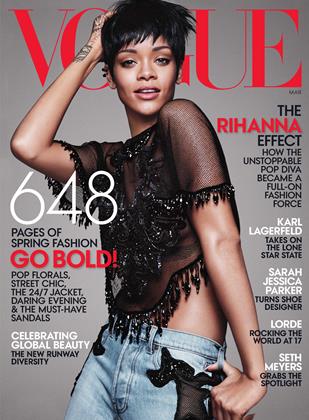 VOGUE
MAR
THE
RIHANNA
EFFECT
HOW THE
UNSTOPPABLE
POP DIVA
BECAME A
FULL-ON
FASHION
FORCE
648
PAGES OF
SPRING FASHION
GO BOLD!
POP FLORALS,
STREET CHIC,
THE 24/7 JACKET,
DARING EVENING
& THE MUST-HAVE
SANDALS
CELEBRATING
GLOBAL BEAUTY
THE NEW RUNWAY
DIVERSITY
KARL
LAGERFELD
TAKES ON
THE LONE
STAR STATE
SARAH
JESSICA
PARKER
TURNS SHOE
DESIGNER
LORDE
ROCKING THE
WORLD AT 17
SETH
MEYERS
GRABS THE
SPOTLIGHT